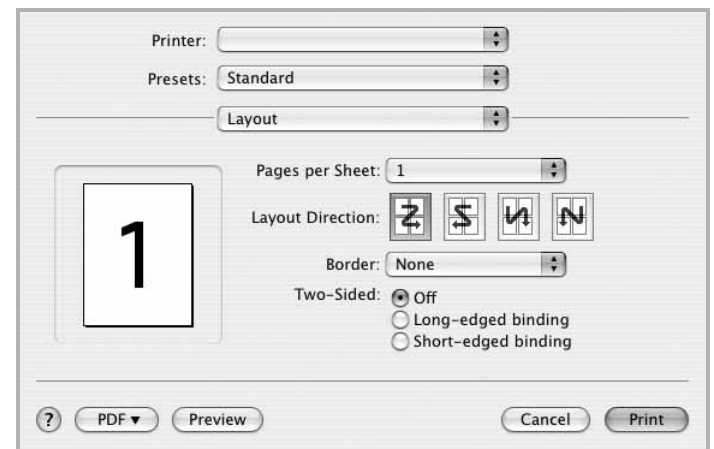 Printer:
Presets: Standard
Layout
Pages per Sheet: 1
1
Layout Direction:
Border: None
Two-Sided: Off
Long-edged binding
Short-edged binding
? PDF▼ Preview Cancel Print